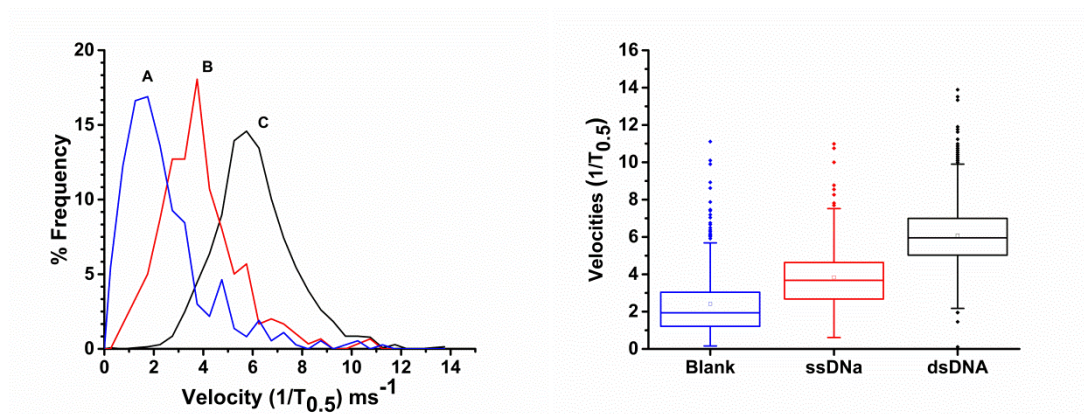 20
15
10
5
0
% Frequency
A
B
C
0 2 4 6 8 10 12 14
Velocity (1/T0.5) ms-1
16
14
12
10
8
6
4
2
0
Velocities (1/T0.5)
Blank ssDNa dsDNA